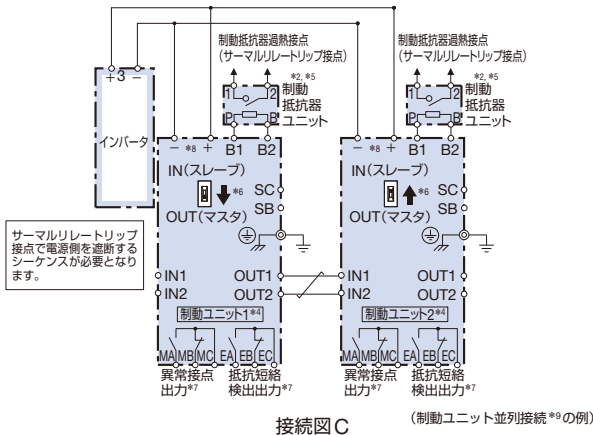 制動抵抗器過熱接点
(サーマルリレートリップ接点)
*2, *5
1 2
制動
抵抗器
ユニット
P B
制動抵抗器過熱接点
(サーマルリレートリップ接点)
*2, *5
1 2
制動
抵抗器
ユニット
P B
+3 −
インバータ
− *8 + B1 B2
IN(スレーブ)
*6
OUT(マスタ)
SC
SB
IN1
IN2
OUT1
OUT2
制動ユニット1*4
MA MB MC EA EB EC
異常接点
出力*7
抵抗短絡
検出出力*7
− *8 + B1 B2
IN(スレーブ)
*6
OUT(マスタ)
SC
SB
IN1
IN2
OUT1
OUT2
制動ユニット2*4
MA MB MC EA EB EC
異常接点
出力*7
抵抗短絡
検出出力*7
サーマルリレートリップ
接点で電源側を遮断する
シーケンスが必要となり
ます。
接続図C
(制動ユニット並列接続*9の例)